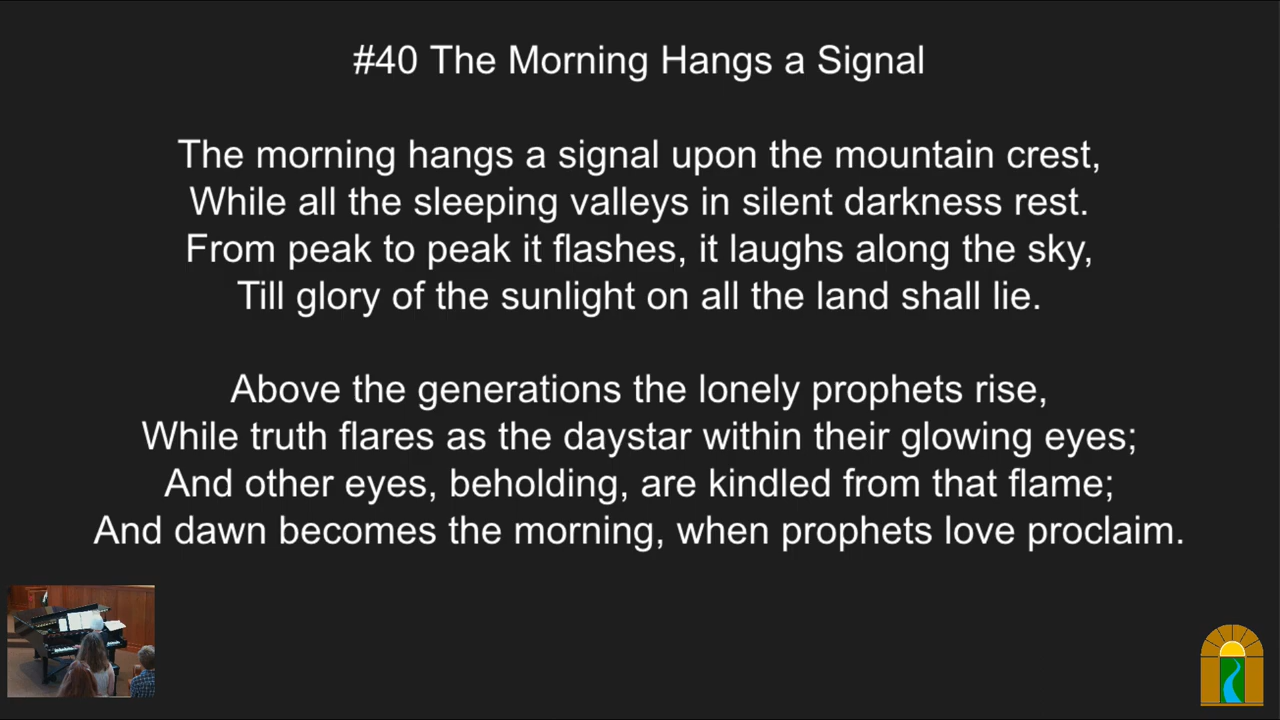 #40 The Morning Hangs a Signal
The morning hangs a signal upon the mountain crest,
While all the sleeping valleys in silent darkness rest.
From peak to peak it flashes, it laughs along the sky,
Till glory of the sunlight on all the land shall lie.
Above the generations the lonely prophets rise,
While truth flares as the daystar within their glowing eyes;
And other eyes, beholding, are kindled from that flame;
And dawn becomes the morning, when prophets love proclaim.